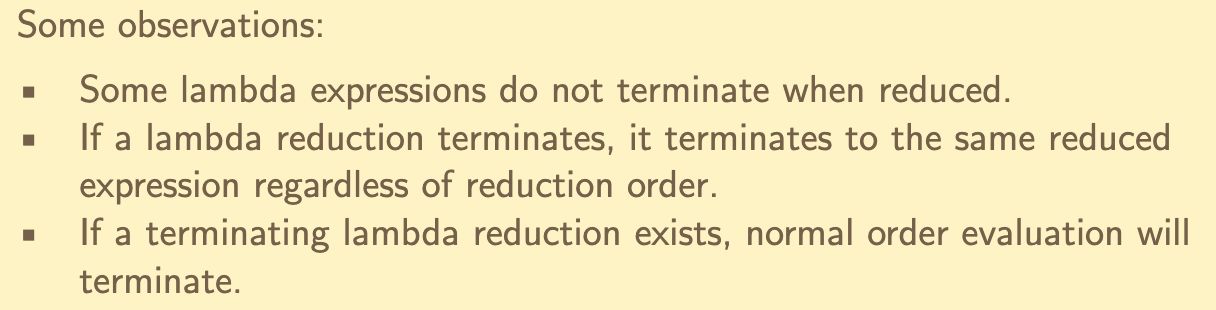 Some observations:
▪ Some lambda expressions do not terminate when reduced.
▪ If a lambda reduction terminates, it terminates to the same reduced
expression regardless of reduction order.
▪ If a terminating lambda reduction exists, normal order evaluation will
terminate.